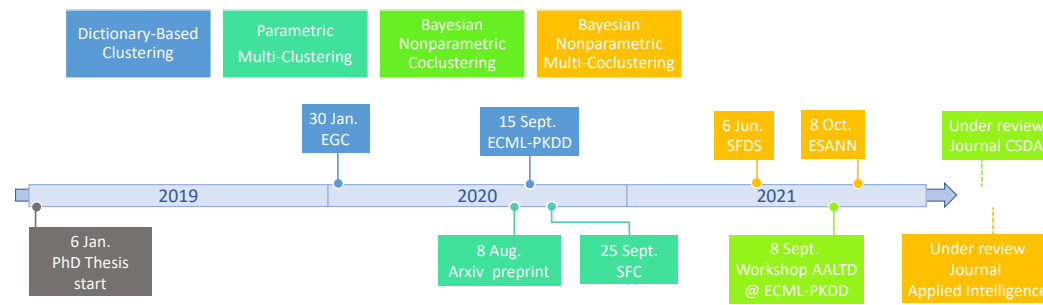 Dictionary-Based
Clustering
Parametric
Multi-Clustering
Bayesian
Nonparametric
Coclustering
Bayesian
Nonparametric
Multi-Coclustering
30 Jan.
EGC
15 Sept.
ECML-PKDD
6 Jun.
SFDS
8 Oct.
ESANN
Under review
Journal CSDA
2019
2020
2021
6 Jan.
PhD Thesis
start
8 Aug.
Arxiv preprint
25 Sept.
SFC
8 Sept.
Workshop AALTD
@ ECML-PKDD
Under review
Journal
Applied Intelligence